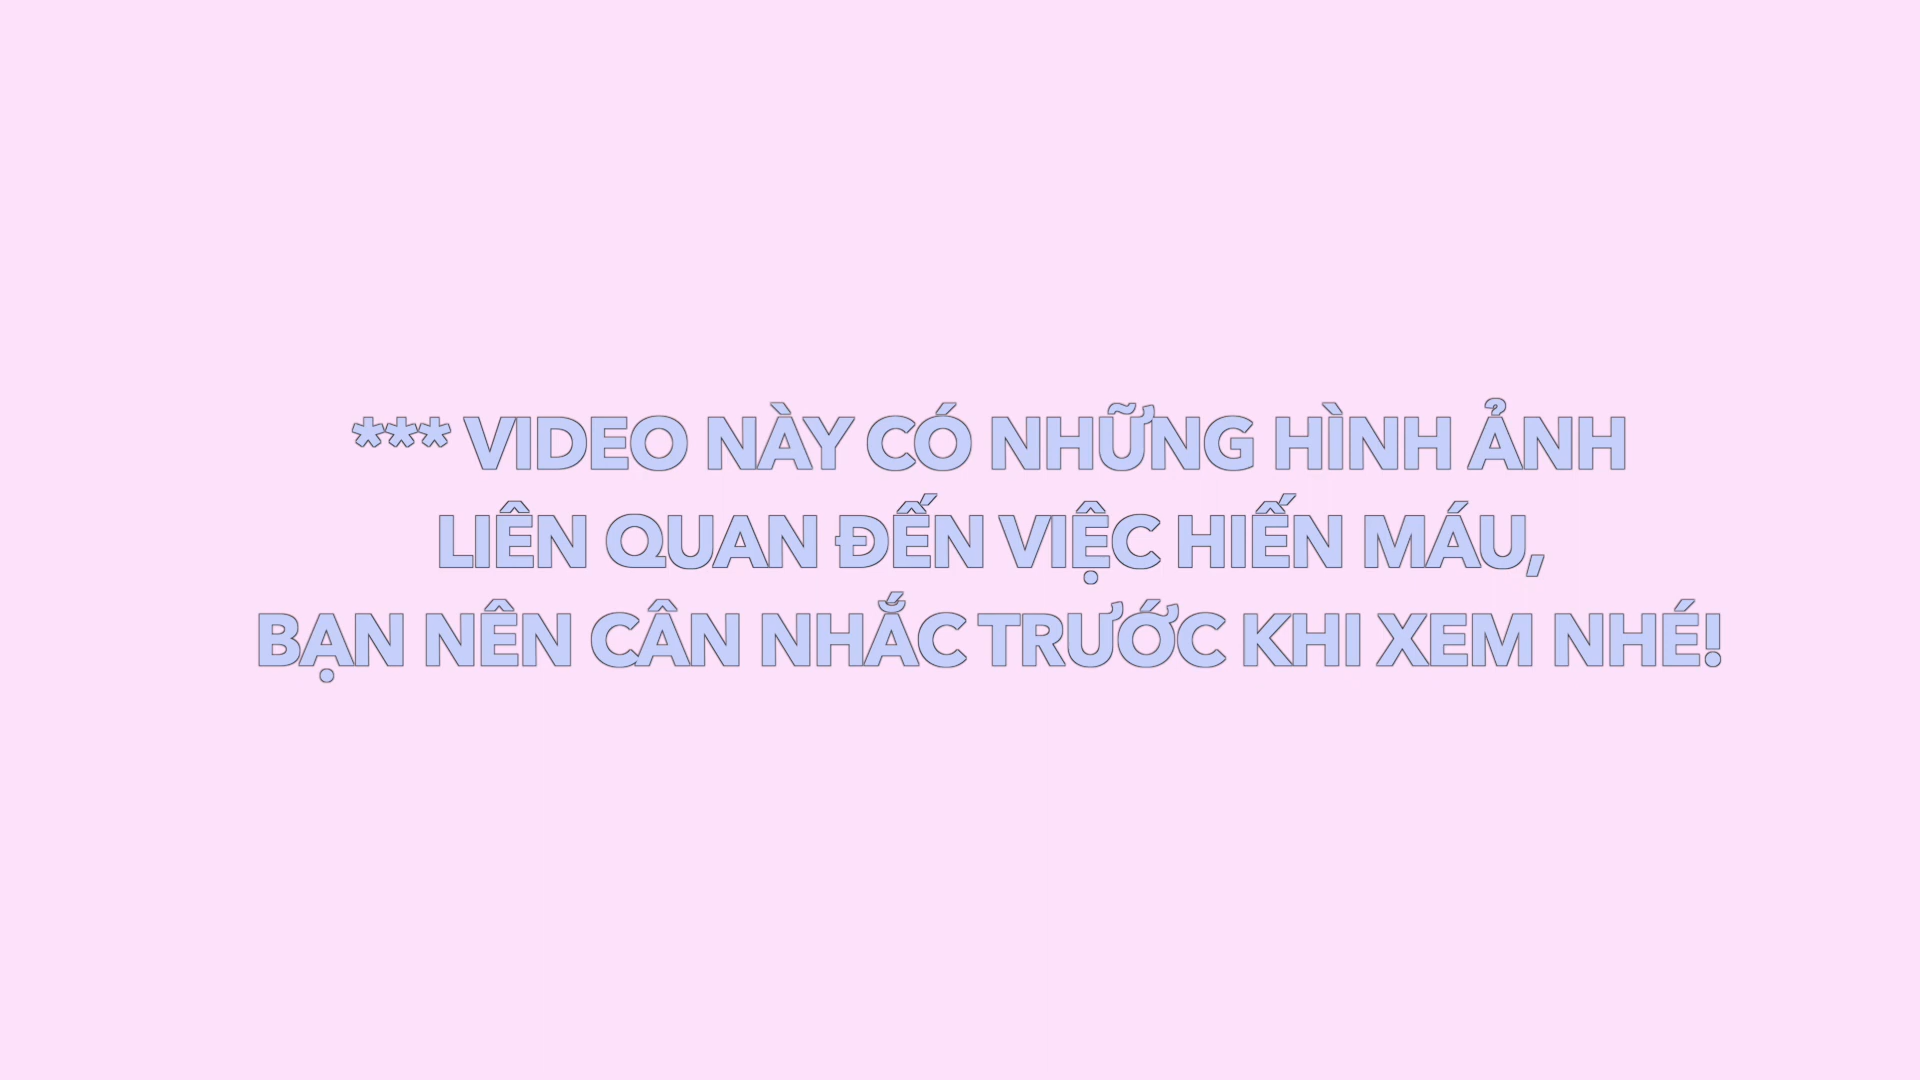 *** VIDEO NÀY CÓ NHỮNG HÌNH ẢNH
LIÊN QUAN ĐẾN VIỆC HIẾN MÁU,
BẠN NÊN CÂN NHẮC TRƯỚC KHI XEM NHÉ!